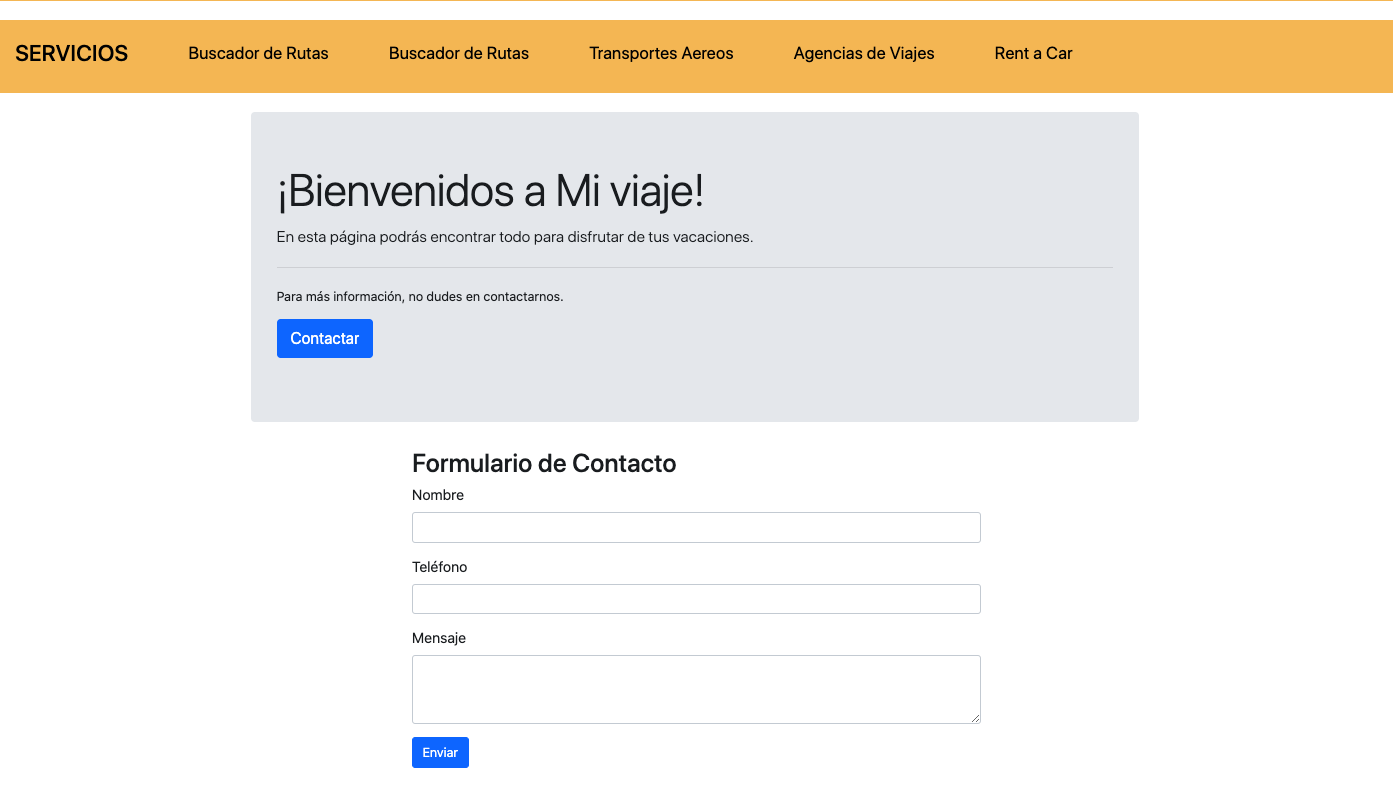 SERVICIOS Buscador de Rutas Buscador de Rutas Transportes Aereos Agencias de Viajes Rent a Car
¡Bienvenidos a Mi viaje!
En esta página podrás encontrar todo para disfrutar de tus vacaciones.
Para más información, no dudes en contactarnos.
Contactar
Formulario de Contacto
Nombre
Teléfono
Mensaje
Enviar